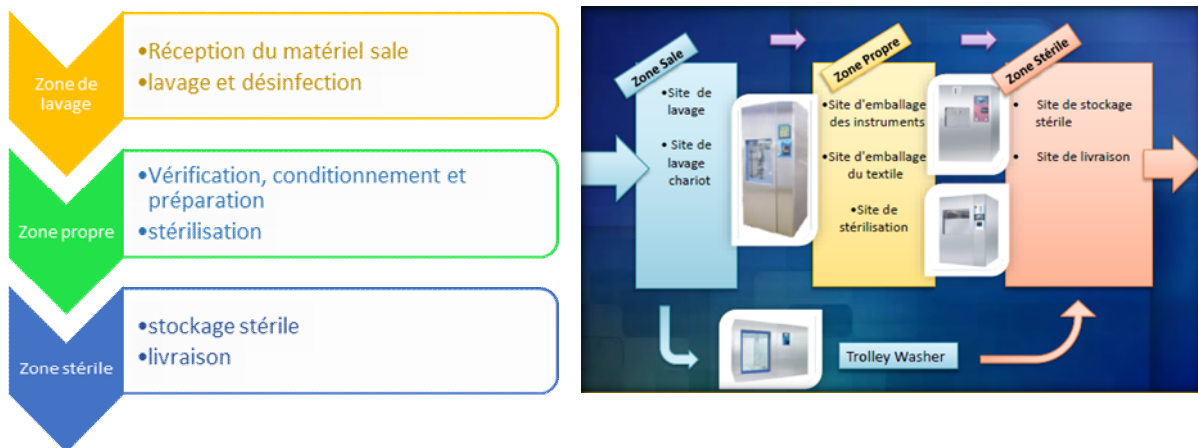 Zone de
lavage
•Réception du matériel sale
•lavage et désinfection
Zone propre
•Vérification, conditionnement et
préparation
•stérilisation
Zone stérile
•stockage stérile
•livraison
Zone Sale
•Site de
lavage
• Site de
lavage
chariot
Zone Propre
•Site d'emballage
des instruments
•Site d'emballage
du textile
•Site de
stérilisation
Zone Stérile
• Site de stockage
stérile
• Site de livraison
Trolley Washer